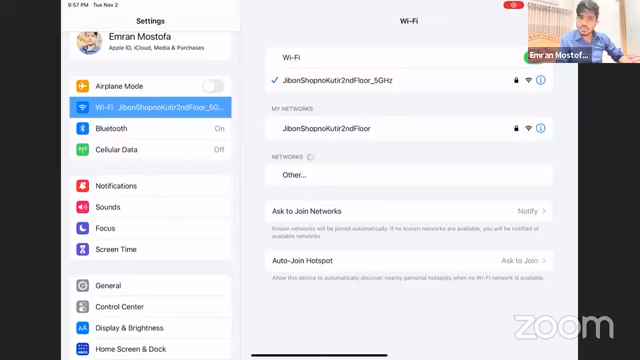 9:57 PM Tue Nov 2
Settings
Emran Mostofa
Apple ID, iCloud, Media & Purchases
Airplane Mode
Wi-Fi JibonShopnoKutir2ndFloor_5G...
Bluetooth On
Cellular Data Off
Notifications
Sounds
Focus
Screen Time
General
Control Center
Display & Brightness
Home Screen & Dock
Wi-Fi
Wi-Fi
JibonShopnoKutir2ndFloor_5GHz
MY NETWORKS
JibonShopnoKutir2ndFloor
NETWORKS
Other...
Ask to Join Networks Notify
Known networks will be joined automatically. If no known networks are available, you will be notified of
available networks.
Auto-Join Hotspot Ask to Join
Allow this device to automatically discover nearby personal hotspots when no Wi-Fi network is available.
Emran Mostof...
zoom